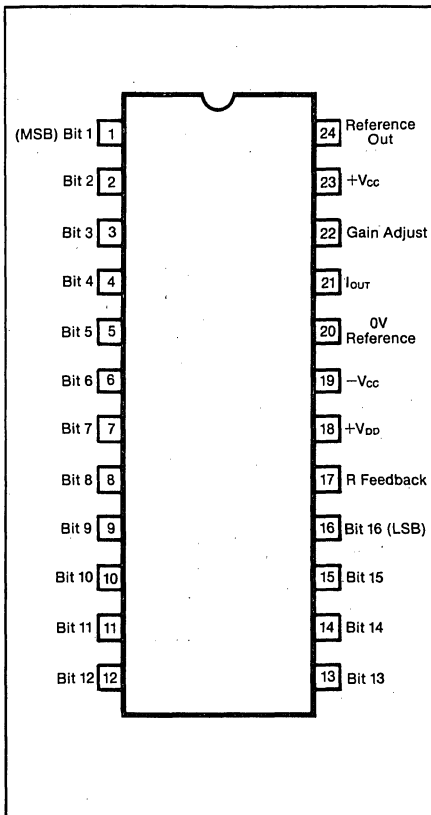 (MSB) Bit 1 1
Bit 2 2
Bit 3 3
Bit 4 4
Bit 5 5
Bit 6 6
Bit 7 7
Bit 8 8
Bit 9 9
Bit 10 10
Bit 11 11
Bit 12 12
24 Reference
Out
23 +VCC
22 Gain Adjust
21 IOUT
20 0V
Reference
19 −VCC
18 +VDD
17 R Feedback
16 Bit 16 (LSB)
15 Bit 15
14 Bit 14
13 Bit 13